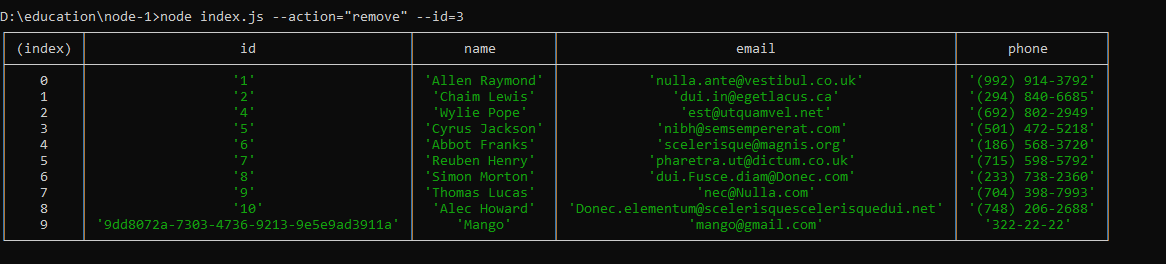 D:\education\node-1>node index.js --action="remove" --id=3
(index) id name email phone
0 '1' 'Allen Raymond' 'nulla.ante@vestibul.co.uk' '(992) 914-3792'
1 '2' 'Chaim Lewis' 'dui.in@egetlacus.ca' '(294) 840-6685'
2 '4' 'Wylie Pope' 'est@utquamvel.net' '(692) 802-2949'
3 '5' 'Cyrus Jackson' 'nibh@semsempererat.com' '(501) 472-5218'
4 '6' 'Abbot Franks' 'scelerisque@magnis.org' '(186) 568-3720'
5 '7' 'Reuben Henry' 'pharetra.ut@dictum.co.uk' '(715) 598-5792'
6 '8' 'Simon Morton' 'dui.Fusce.diam@Donec.com' '(233) 738-2360'
7 '9' 'Thomas Lucas' 'nec@Nulla.com' '(704) 398-7993'
8 '10' 'Alec Howard' 'Donec.elementum@scelerisquescelerisquedui.net' '(748) 206-2688'
9 '9dd8072a-7303-4736-9213-9e5e9ad3911a' 'Mango' 'mango@gmail.com' '322-22-22'